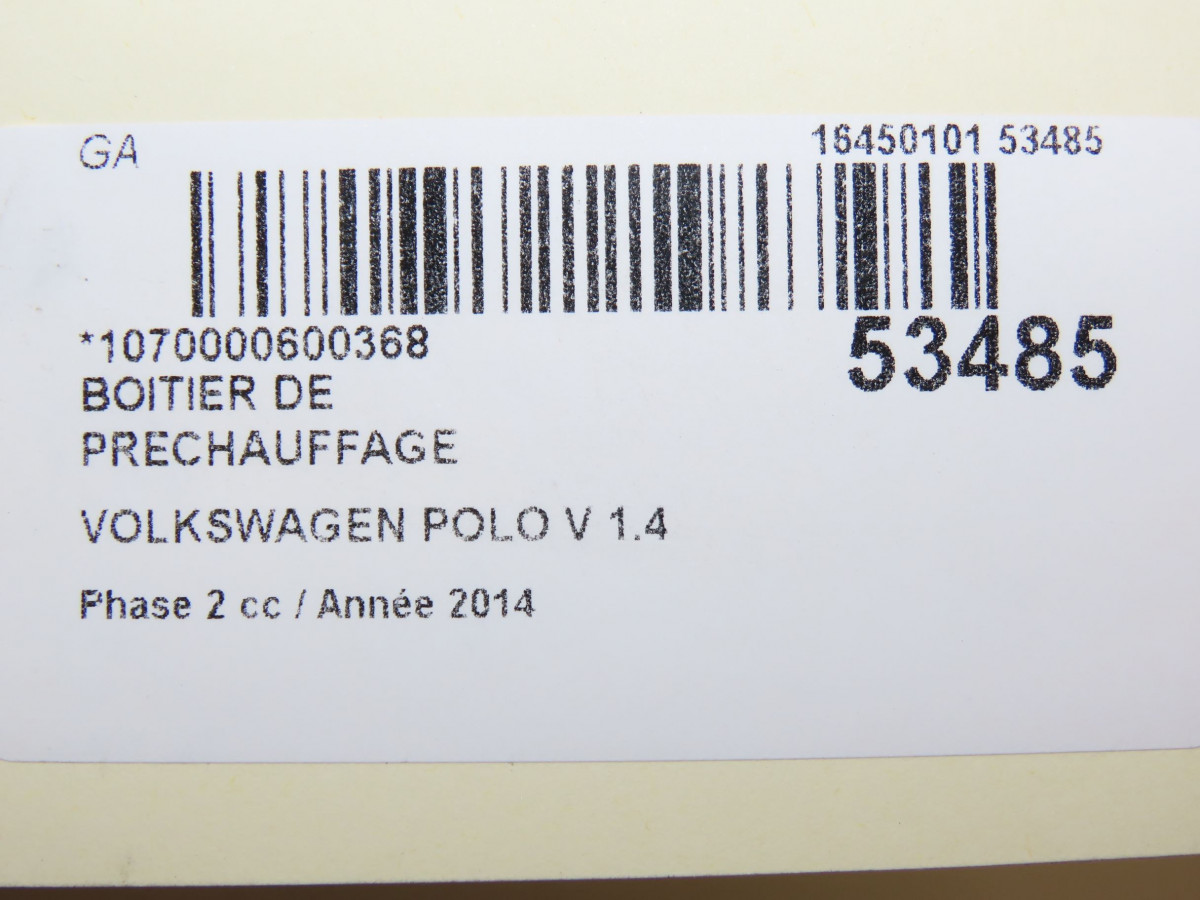 GA
16450101 53485
*1070000600368
53485
BOITIER DE
PRECHAUFFAGE
VOLKSWAGEN POLO V 1.4
Phase 2 cc / Année 2014